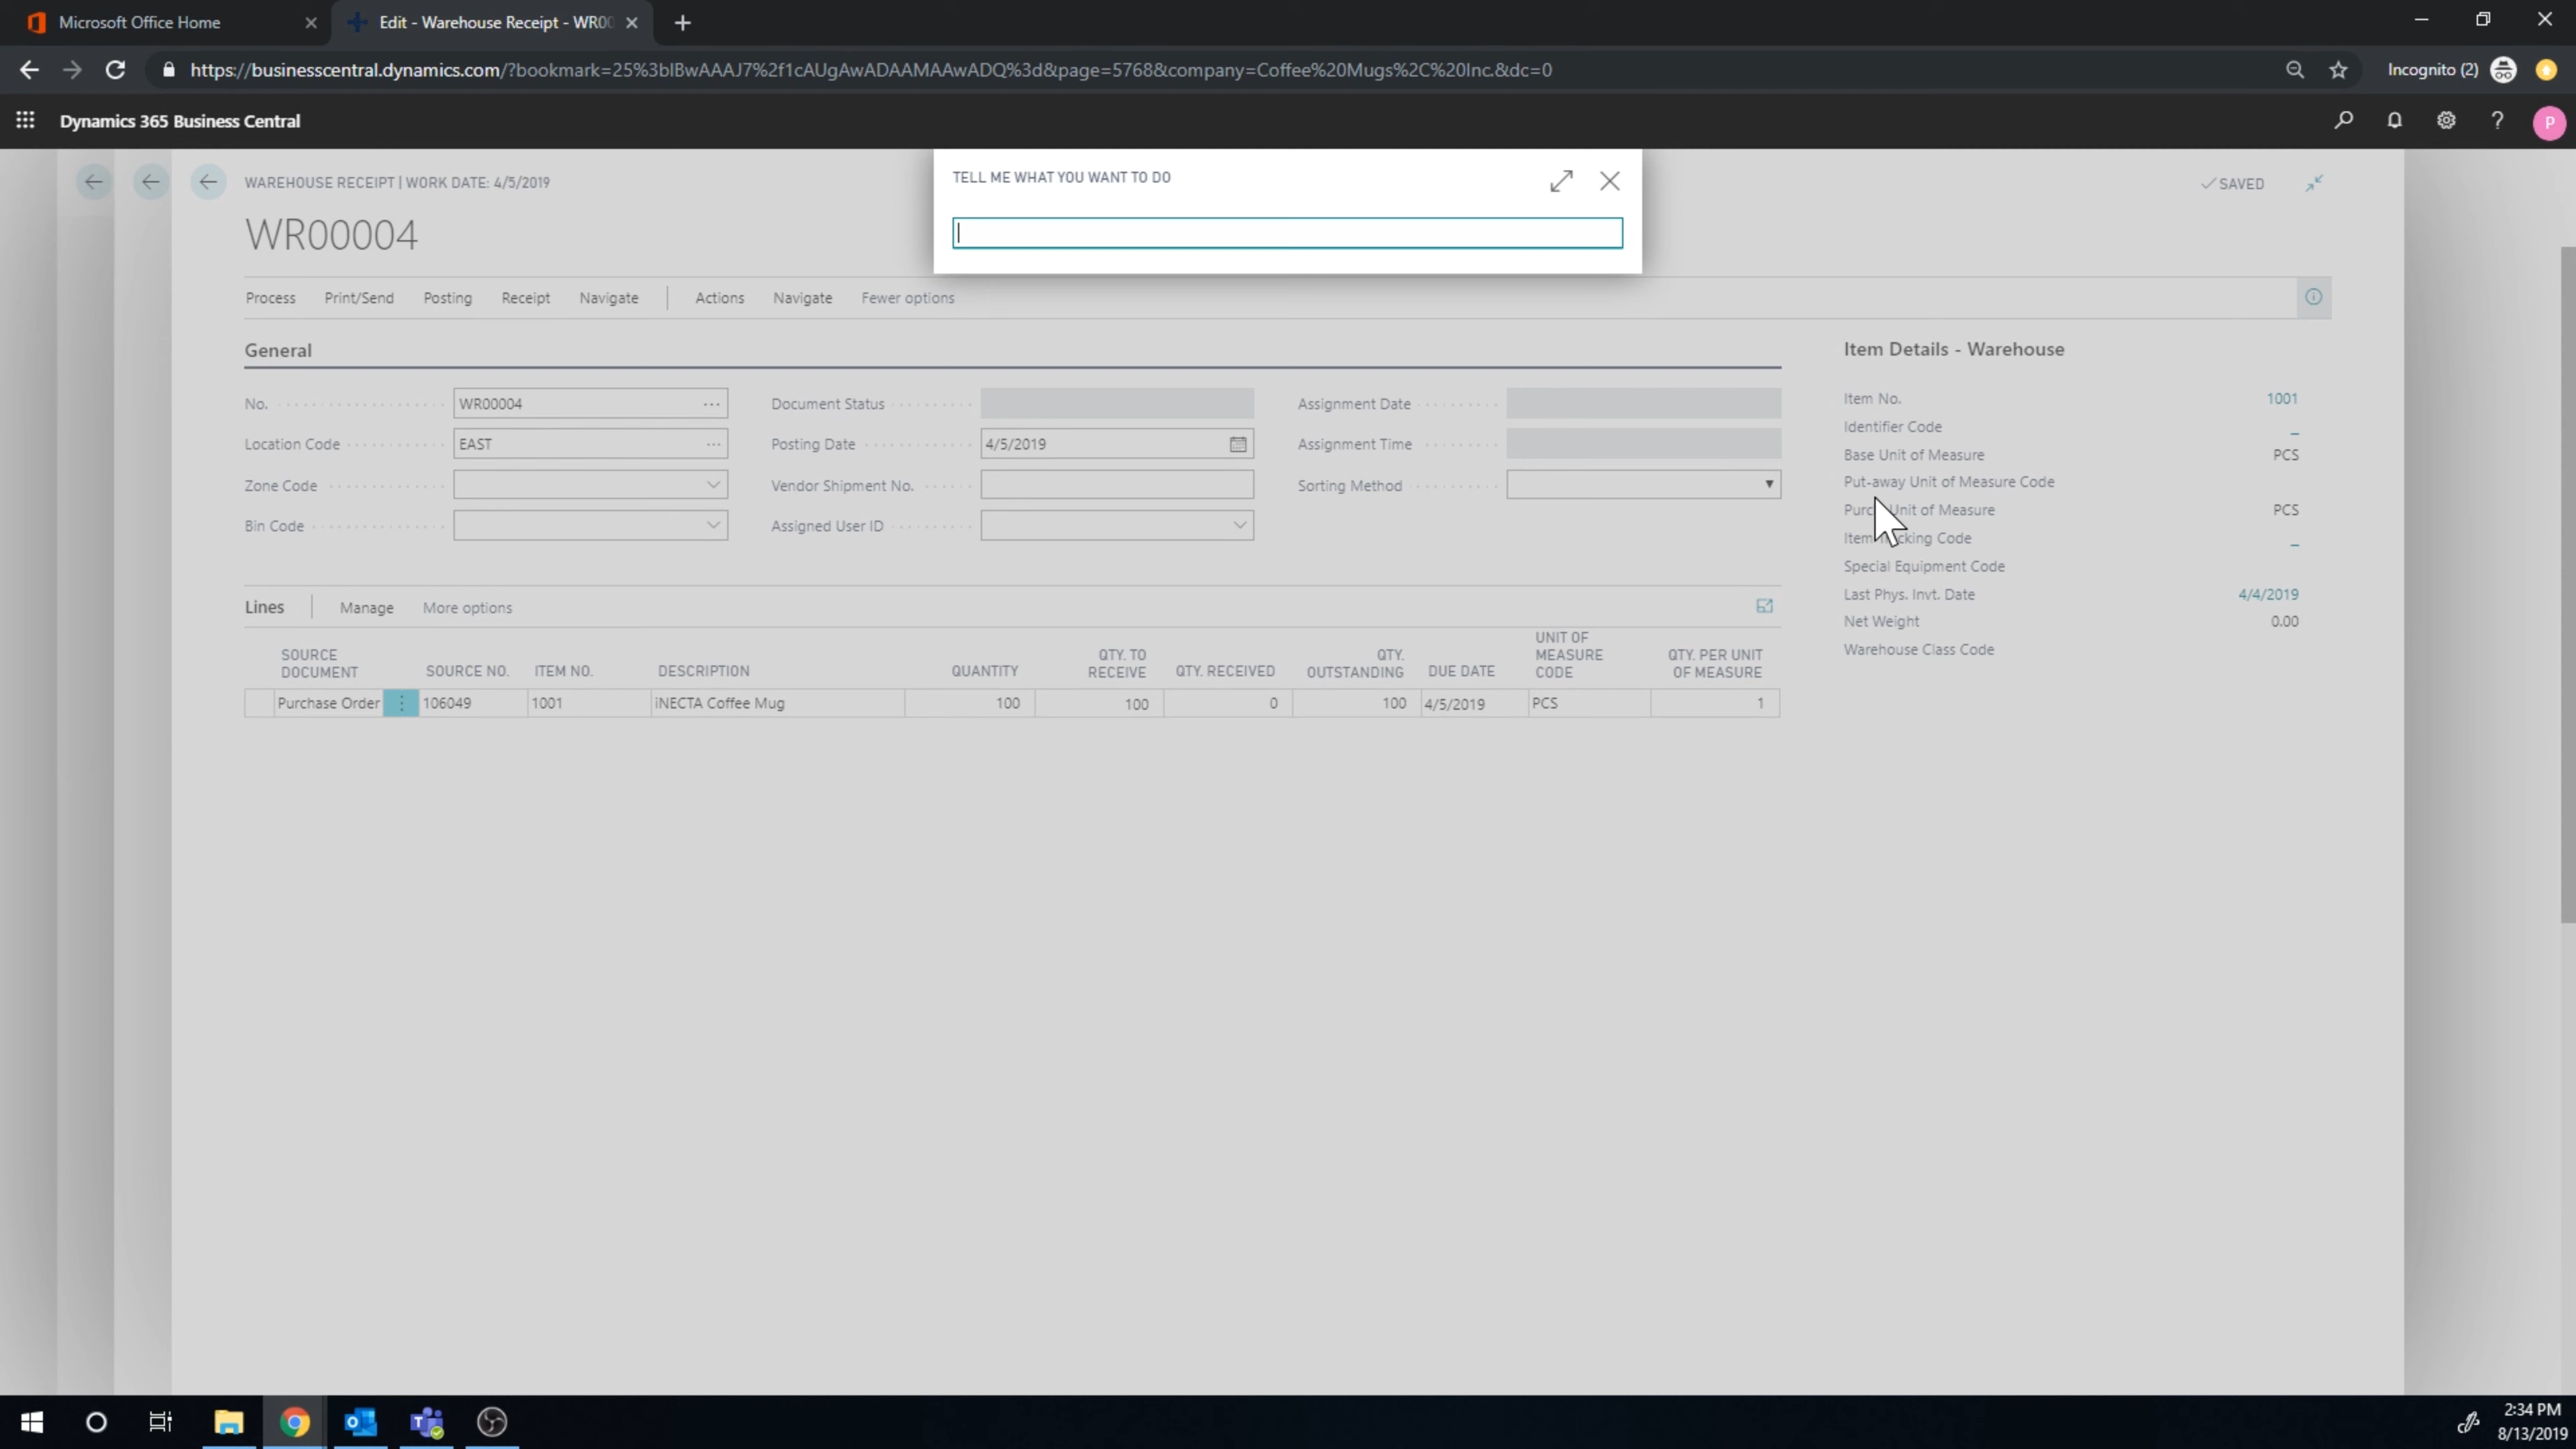 Microsoft Office Home
Edit - Warehouse Receipt - WR00
https://businesscentral.dynamics.com/?bookmark=25%3bIBwAAAJ7%2f1cAUgAwADAAMAAwADQ%3d&page=5768&company=Coffee%20Mugs%2C%20Inc.&dc=0
Incognito (2)
Dynamics 365 Business Central
P
TELL ME WHAT YOU WANT TO DO
WAREHOUSE RECEIPT | WORK DATE: 4/5/2019
SAVED
WR00004
Process Print/Send Posting Receipt Navigate Actions Navigate Fewer options
General
No. WR00004 Document Status Assignment Date
Location Code EAST Posting Date 4/5/2019 Assignment Time
Zone Code Vendor Shipment No. Sorting Method
Bin Code Assigned User ID
Item Details - Warehouse
Item No. 1001
Identifier Code _
Base Unit of Measure PCS
Put-away Unit of Measure Code
Unit of Measure PCS
Item Code _
Special Equipment Code
Last Phys. Invt. Date 4/4/2019
Net Weight 0.00
Warehouse Class Code
Lines Manage More options
SOURCE DOCUMENT SOURCE NO. ITEM NO. DESCRIPTION QUANTITY QTY. TO RECEIVE QTY. RECEIVED QTY. OUTSTANDING DUE DATE UNIT OF MEASURE CODE QTY. PER UNIT OF MEASURE
Purchase Order 106049 1001 iNECTA Coffee Mug 100 100 0 100 4/5/2019 PCS 1
2:34 PM
8/13/2019